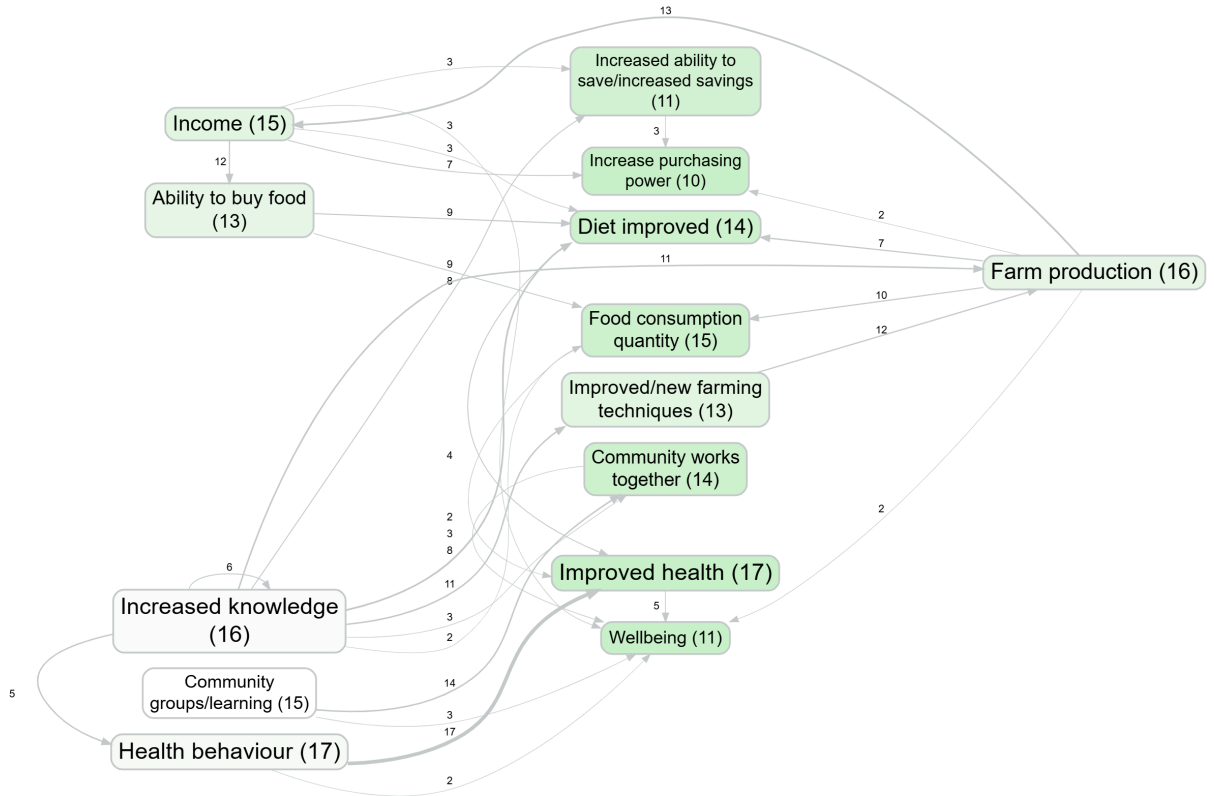 13
3
Increased ability to
save/increased savings
(11)
Income (15)
3
3
3
12
7
Increase purchasing
power (10)
Ability to buy food
(13)
9
Diet improved (14)
2
7
9
8
11
Farm production (16)
10
Food consumption
quantity (15)
12
Improved/new farming
techniques (13)
4
Community works
together (14)
2
2
3
8
6
11
Improved health (17)
Increased knowledge
(16)
5
3
2
Wellbeing (11)
5
Community
groups/learning (15)
14
3
17
Health behaviour (17)
2